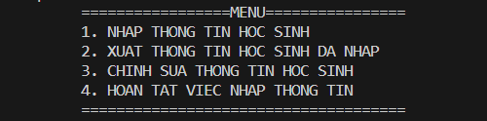 =================MENU================
1. NHAP THONG TIN HOC SINH
2. XUAT THONG TIN HOC SINH DA NHAP
3. CHINH SUA THONG TIN HOC SINH
4. HOAN TAT VIEC NHAP THONG TIN
=====================================